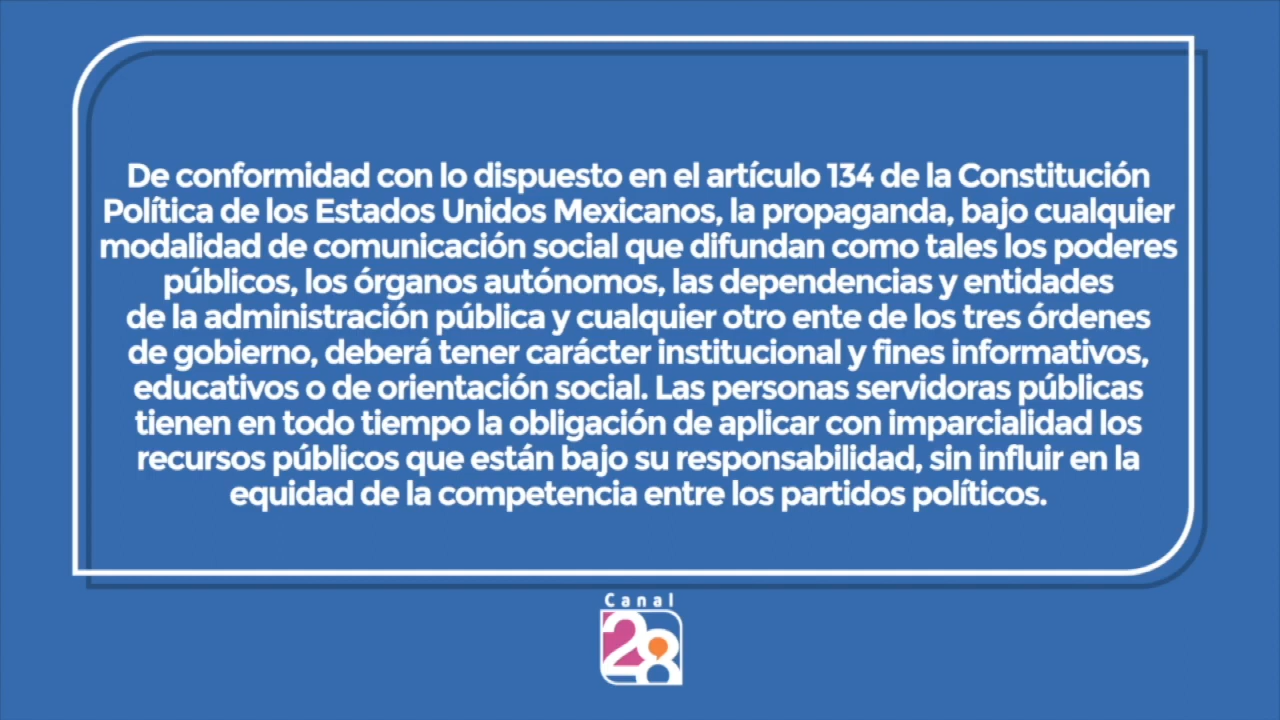 De conformidad con lo dispuesto en el artículo 134 de la Constitución
Política de los Estados Unidos Mexicanos, la propaganda, bajo cualquier
modalidad de comunicación social que difundan como tales los poderes
públicos, los órganos autónomos, las dependencias y entidades
de la administración pública y cualquier otro ente de los tres órdenes
de gobierno, deberá tener carácter institucional y fines informativos,
educativos o de orientación social. Las personas servidoras públicas
tienen en todo tiempo la obligación de aplicar con imparcialidad los
recursos públicos que están bajo su responsabilidad, sin influir en la
equidad de la competencia entre los partidos políticos.
Canal
28